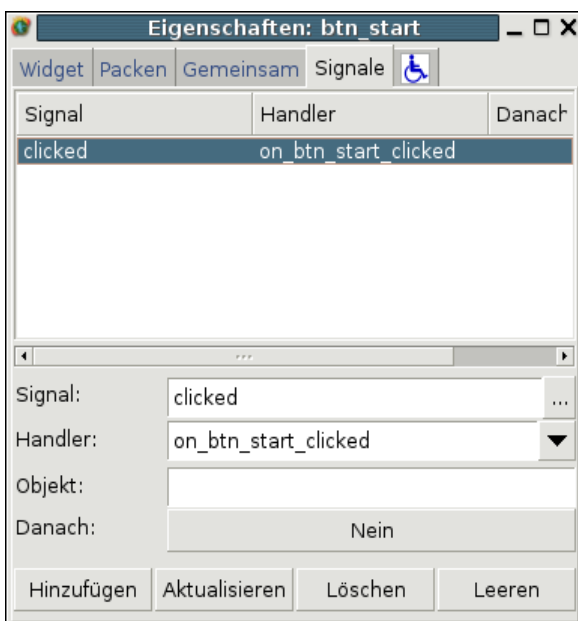 Eigenschaften: btn_start
Widget Packen Gemeinsam Signale
Signal Handler Danach
clicked on_btn_start_clicked
Signal: clicked ...
Handler: on_btn_start_clicked
Objekt:
Danach: Nein
Hinzufügen Aktualisieren Löschen Leeren